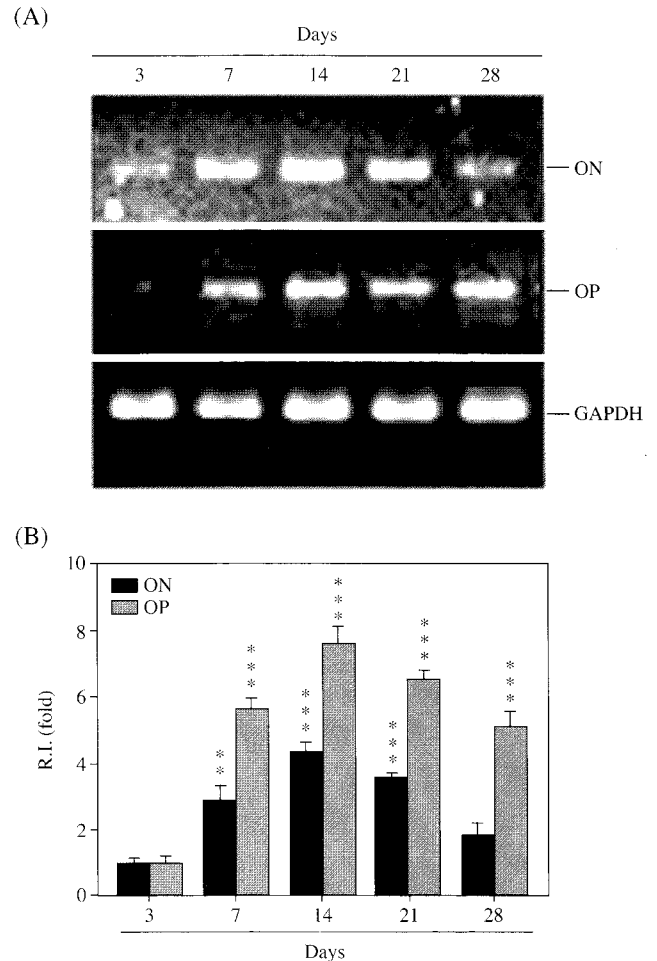 (A)
Days
3 7 14 21 28
ON
OP
GAPDH
(B)
10
8
6
4
2
0
R.I. (fold)
ON
OP
** *** *** *** *** *** ***
3 7 14 21 28
Days